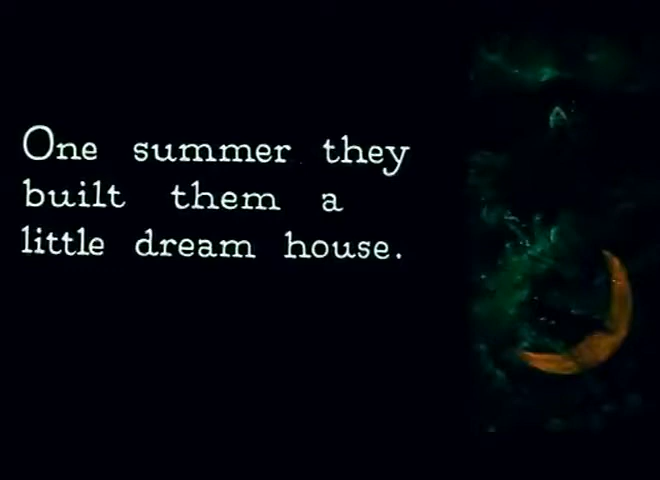 One summer they
built them a
little dream house.